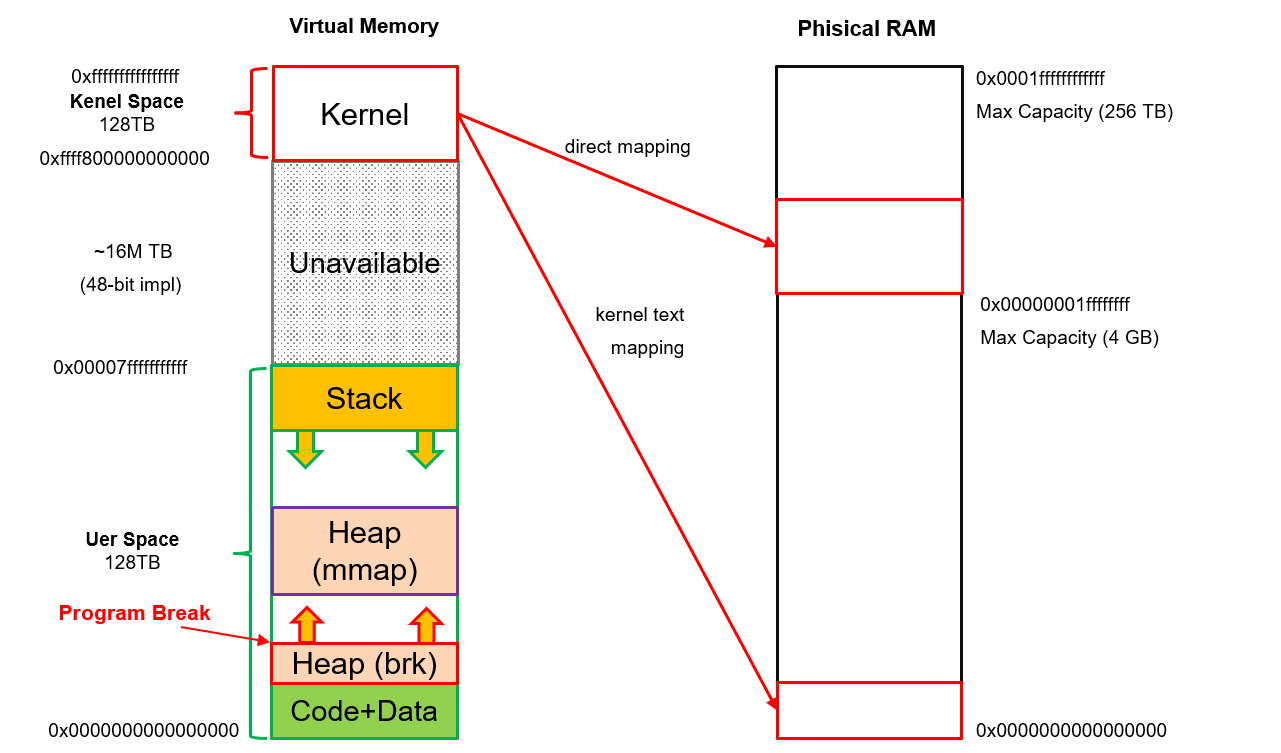 Virtual Memory
Phisical RAM
0xffffffffffffffff
Kenel Space
128TB
0xffff800000000000
Kernel
~16M TB
(48-bit impl)
Unavailable
0x00007fffffffffff
Stack
Heap
(mmap)
Uer Space
128TB
Program Break
Heap (brk)
Code+Data
0x0000000000000000
direct mapping
kernel text
mapping
0x0001ffffffffffff
Max Capacity (256 TB)
0x00000001ffffffff
Max Capacity (4 GB)
0x0000000000000000